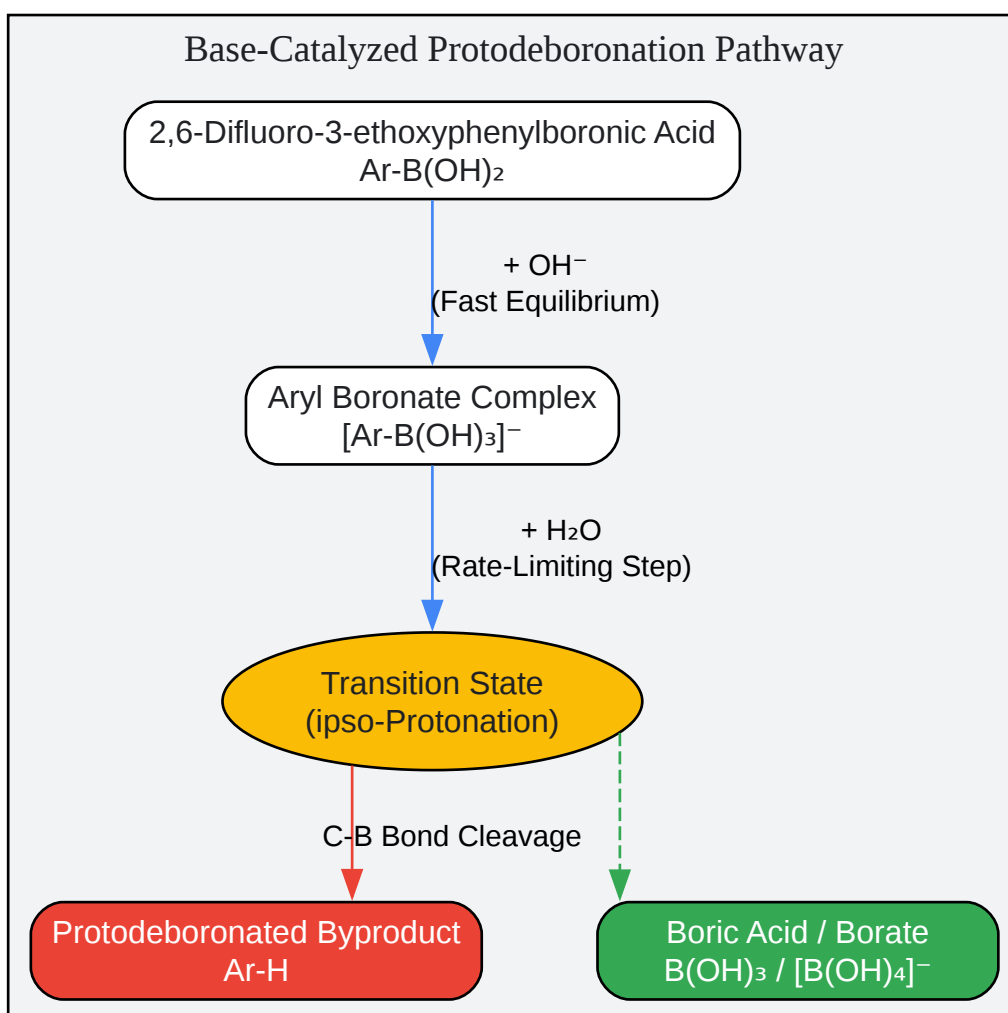 Base-Catalyzed Protodeboronation Pathway
2,6-Difluoro-3-ethoxyphenylboronic Acid
Ar-B(OH)₂
+ OH⁻
(Fast Equilibrium)
Aryl Boronate Complex
[Ar-B(OH)₃]⁻
+ H₂O
(Rate-Limiting Step)
Transition State
(ipso-Protonation)
C-B Bond Cleavage
Protodeboronated Byproduct
Ar-H
Boric Acid / Borate
B(OH)₃ / [B(OH)₄]⁻